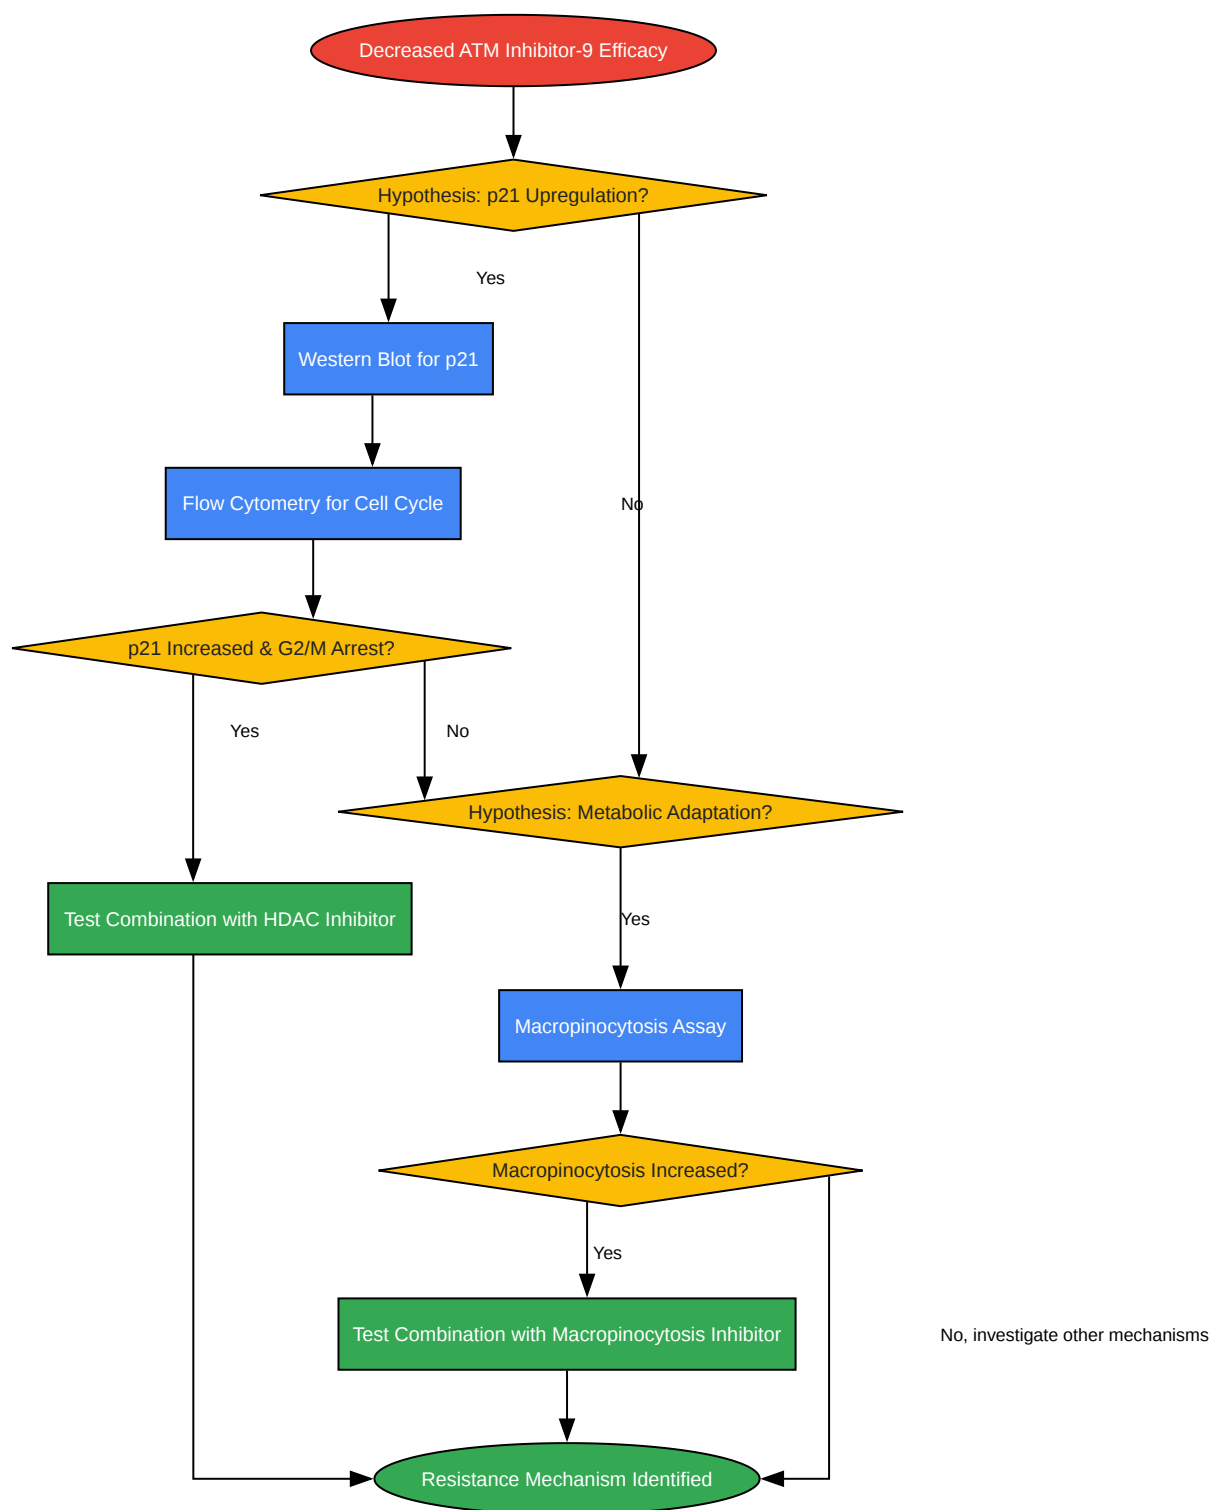 Decreased ATM Inhibitor-9 Efficacy
Hypothesis: p21 Upregulation?
Yes
Western Blot for p21
Flow Cytometry for Cell Cycle
No
p21 Increased & G2/M Arrest?
Yes
No
Hypothesis: Metabolic Adaptation?
Test Combination with HDAC Inhibitor
Yes
Macropinocytosis Assay
Macropinocytosis Increased?
Yes
Test Combination with Macropinocytosis Inhibitor
No, investigate other mechanisms
Resistance Mechanism Identified